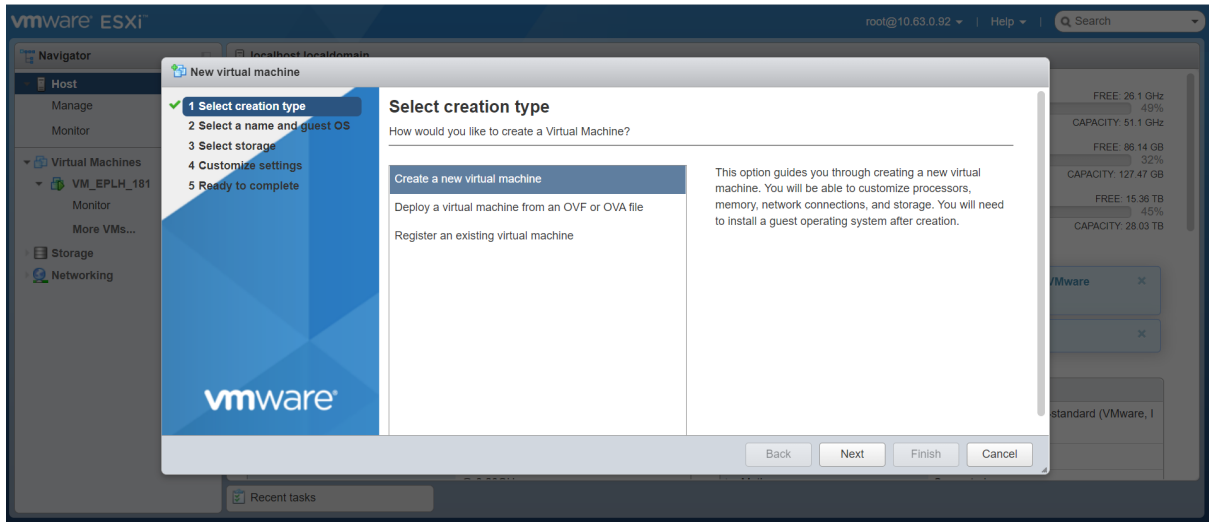 vmware ESXi™
root@10.63.0.92
Help
Search
Navigator
localhost.localdomain
Host
Manage
Monitor
Virtual Machines
VM_EPLH_181
Monitor
More VMs...
Storage
Networking
New virtual machine
1 Select creation type
2 Select a name and guest OS
3 Select storage
4 Customize settings
5 Ready to complete
vmware®
Select creation type
How would you like to create a Virtual Machine?
Create a new virtual machine
Deploy a virtual machine from an OVF or OVA file
Register an existing virtual machine
This option guides you through creating a new virtual
machine. You will be able to customize processors,
memory, network connections, and storage. You will need
to install a guest operating system after creation.
Back
Next
Finish
Cancel
FREE: 26.1 GHz
49%
CAPACITY: 51.1 GHz
FREE: 86.14 GB
32%
CAPACITY: 127.47 GB
FREE: 15.36 TB
45%
CAPACITY: 28.03 TB
VMware
-standard (VMware, I
Recent tasks